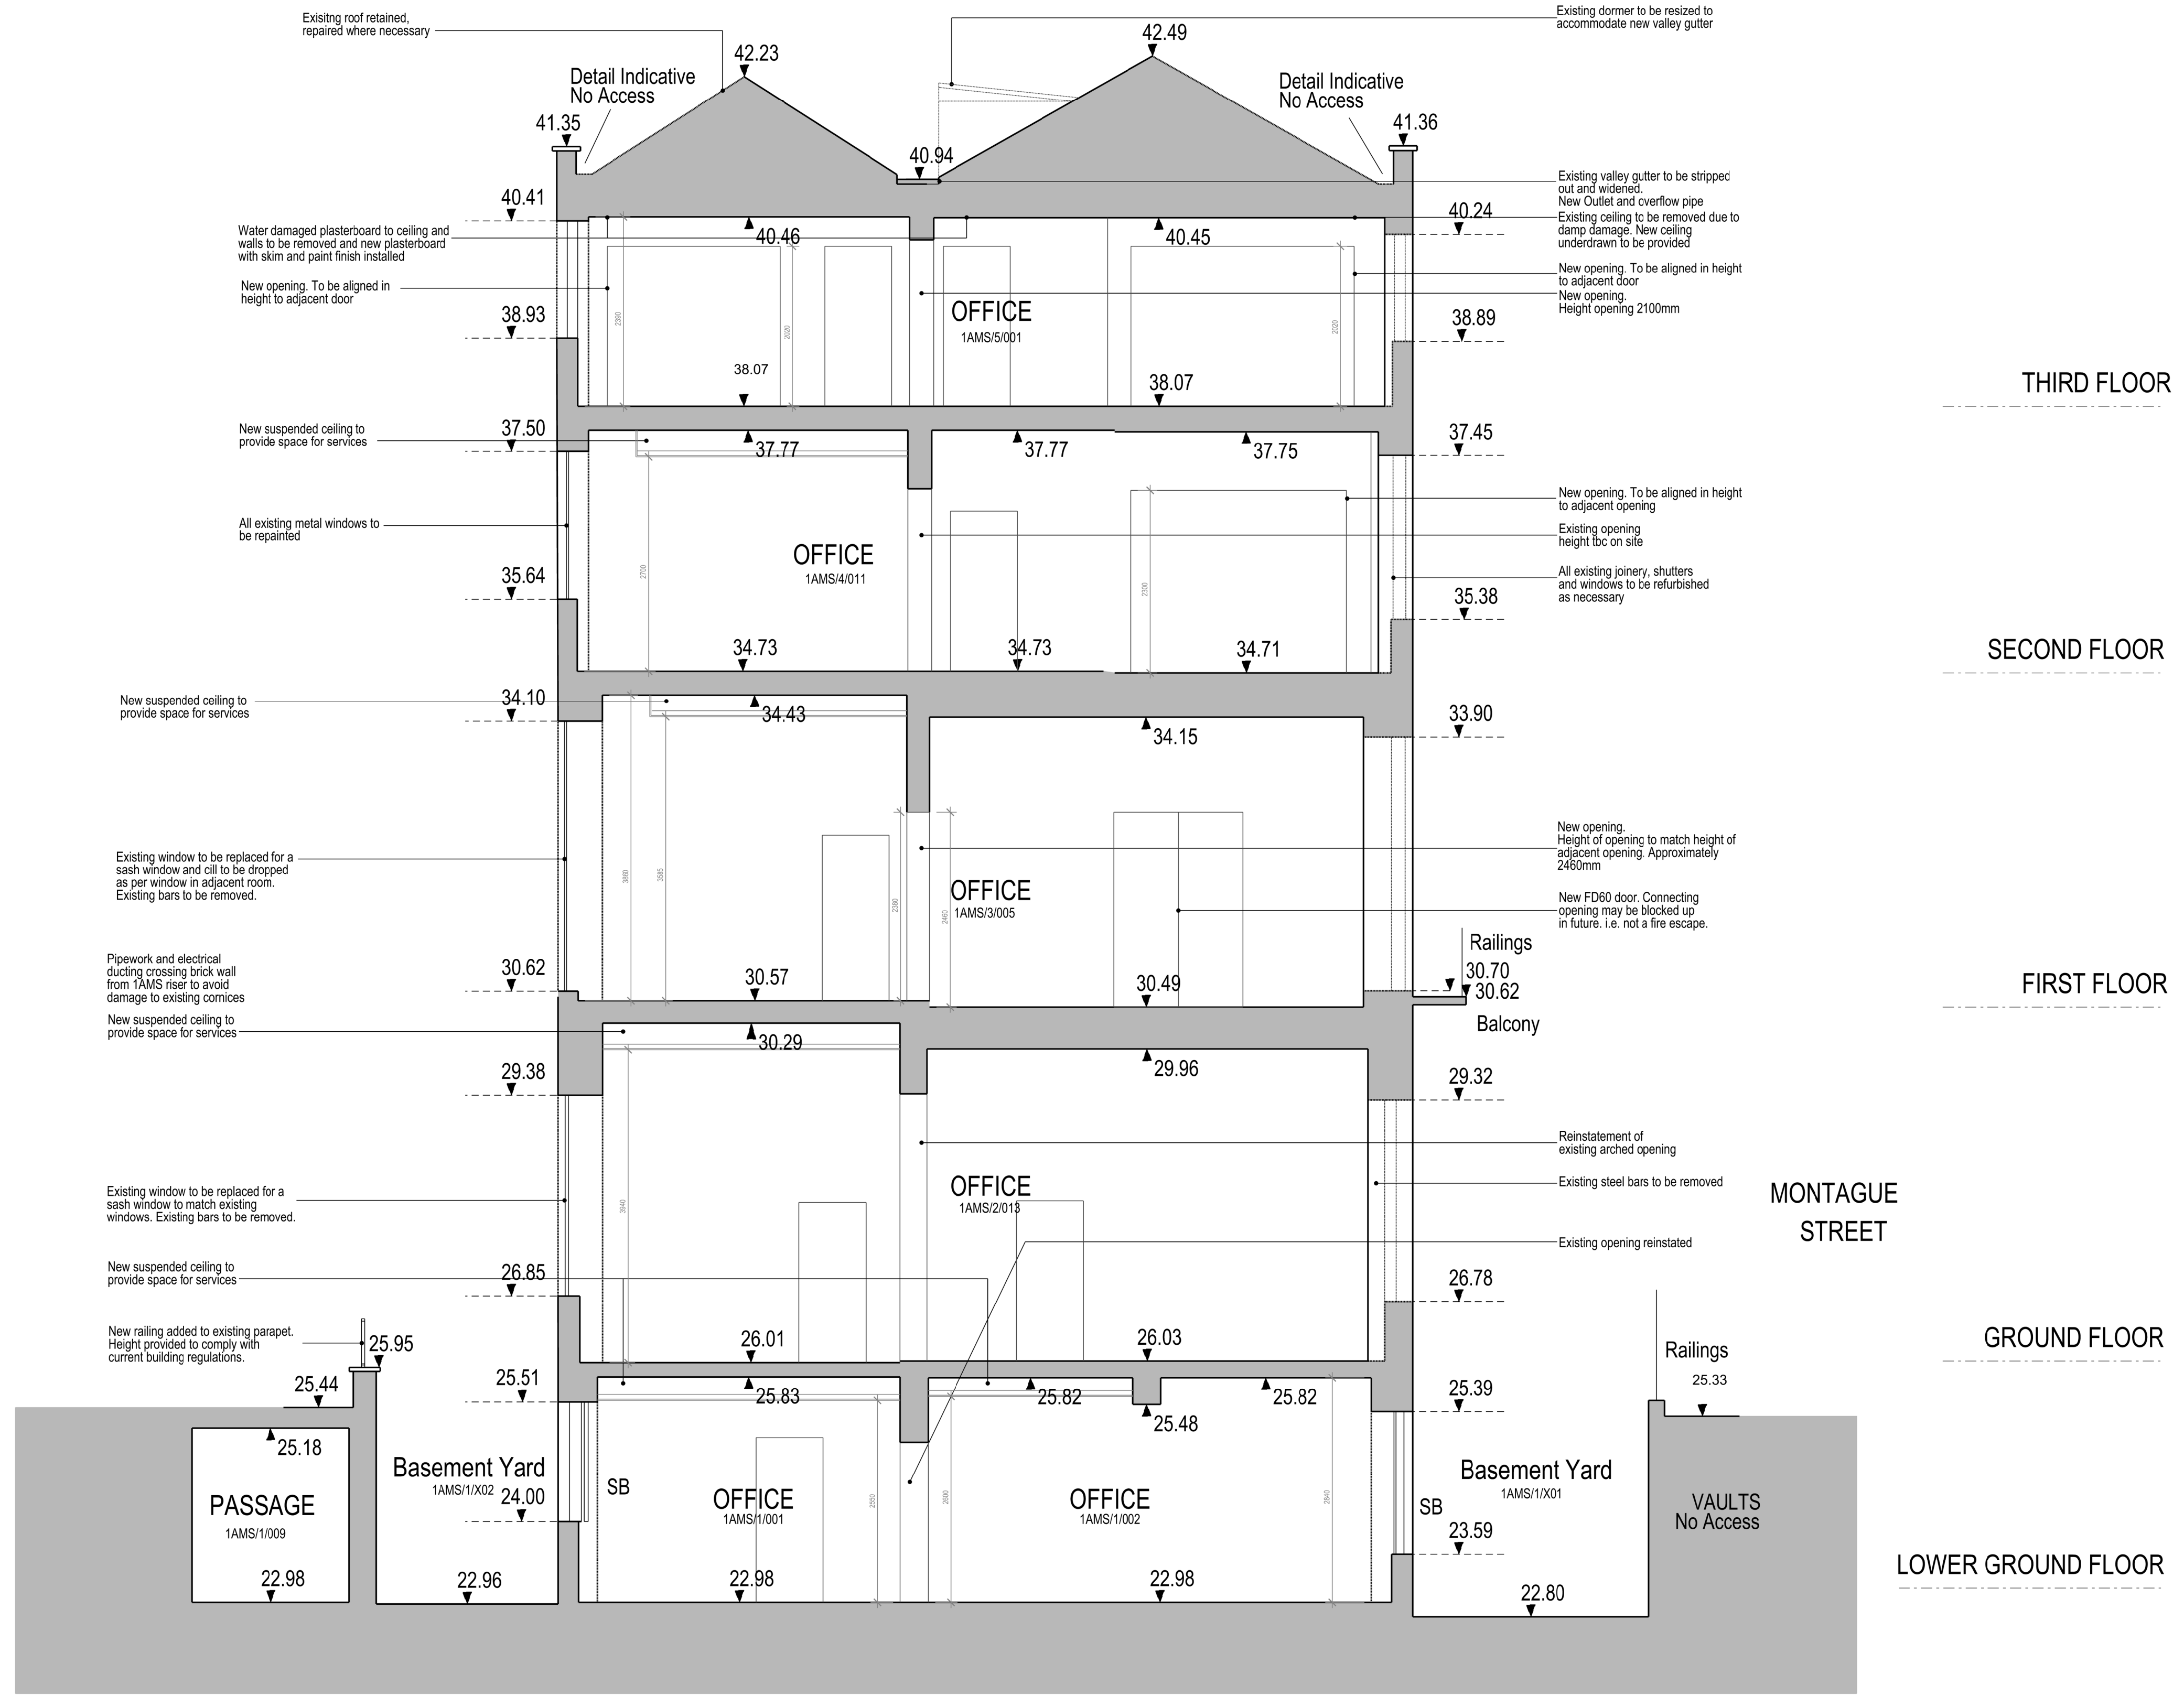 Exisitng roof retained,
repaired where necessary
Existing dormer to be resized to
accommodate new valley gutter
42.23
42.49
Detail Indicative
No Access
Detail Indicative
No Access
41.35
41.36
40.94
Existing valley gutter to be stripped
out and widened.
New Outlet and overflow pipe
40.41
40.24
Existing ceiling to be removed due to
damp damage. New ceiling
underdrawn to be provided
Water damaged plasterboard to ceiling and
walls to be removed and new plasterboard
with skim and paint finish installed
40.46
40.45
New opening. To be aligned in
height to adjacent door
New opening. To be aligned in height
to adjacent door
New opening.
Height opening 2100mm
38.93
2390
2020
OFFICE
1AMS/5/001
2020
38.89
38.07
38.07
THIRD FLOOR
New suspended ceiling to
provide space for services
37.50
37.77
37.77
37.75
37.45
New opening. To be aligned in height
to adjacent opening
All existing metal windows to
be repainted
Existing opening
height tbc on site
OFFICE
1AMS/4/011
2700
2300
All existing joinery, shutters
and windows to be refurbished
as necessary
35.64
35.38
34.73
34.73
34.71
SECOND FLOOR
New suspended ceiling to
provide space for services
34.10
34.43
34.15
33.90
New opening.
Height of opening to match height of
adjacent opening. Approximately
2460mm
Existing window to be replaced for a
sash window and cill to be dropped
as per window in adjacent room.
Existing bars to be removed.
3860
3585
2380
2460
OFFICE
1AMS/3/005
New FD60 door. Connecting
opening may be blocked up
in future. i.e. not a fire escape.
Railings
Pipework and electrical
ducting crossing brick wall
from 1AMS riser to avoid
damage to existing cornices
30.62
30.57
30.49
30.70
30.62
FIRST FLOOR
New suspended ceiling to
provide space for services
30.29
Balcony
29.96
29.38
29.32
Reinstatement of
existing arched opening
Existing window to be replaced for a
sash window to match existing
windows. Existing bars to be removed.
3940
OFFICE
1AMS/2/013
Existing steel bars to be removed
MONTAGUE
STREET
Existing opening reinstated
New suspended ceiling to
provide space for services
26.85
26.78
New railing added to existing parapet.
Height provided to comply with
current building regulations.
25.95
26.01
26.03
Railings
GROUND FLOOR
25.44
25.51
25.83
25.82
25.82
25.39
25.33
25.48
25.18
Basement Yard
1AMS/1/X02
24.00
SB
PASSAGE
1AMS/1/009
OFFICE
1AMS/1/001
2550
2600
OFFICE
1AMS/1/002
2840
SB
Basement Yard
1AMS/1/X01
VAULTS
No Access
23.59
22.98
22.96
22.98
22.98
22.80
LOWER GROUND FLOOR